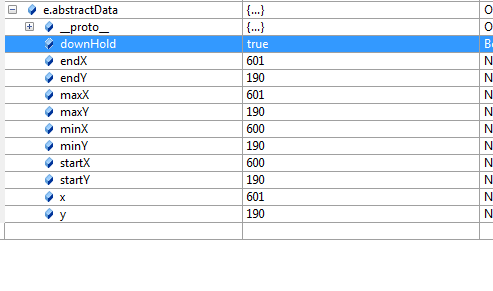 e.abstractData {...} O
__proto__ {...} O
downHold true B
endX 601 N
endY 190 N
maxX 601 N
maxY 190 N
minX 600 N
minY 190 N
startX 600 N
startY 190 N
x 601 N
y 190 N